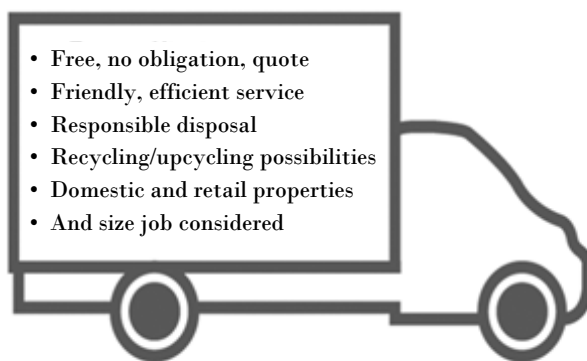 • Free, no obligation, quote
• Friendly, efficient service
• Responsible disposal
• Recycling/upcycling possibilities
• Domestic and retail properties
• And size job considered